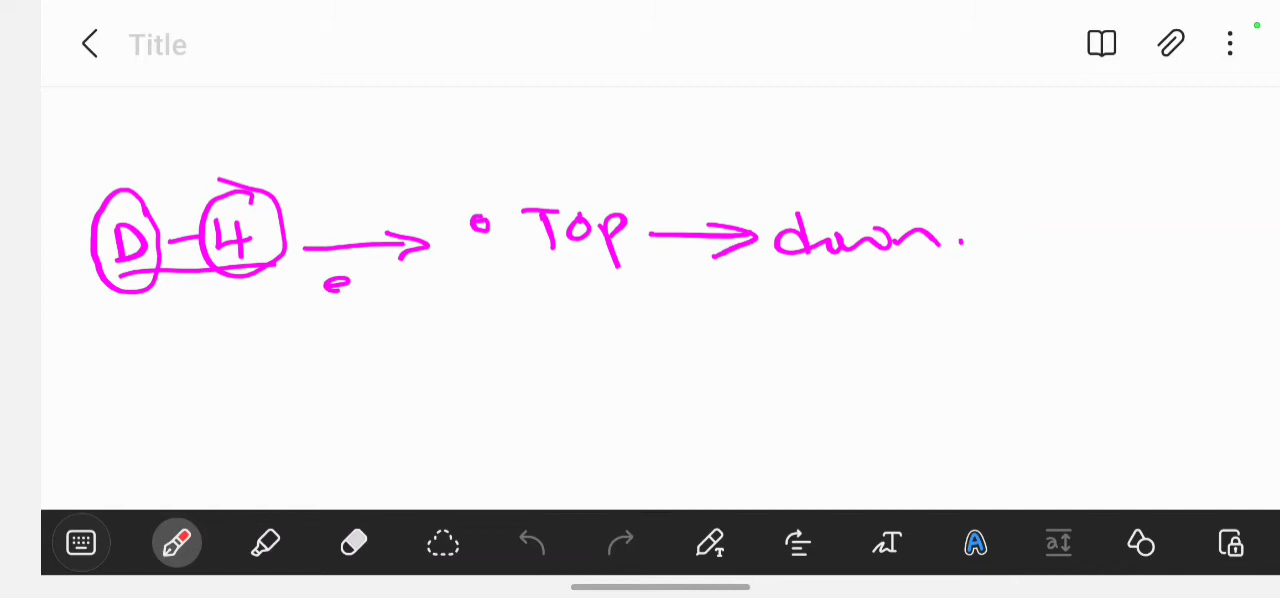 Title
D-4 → Top → down.